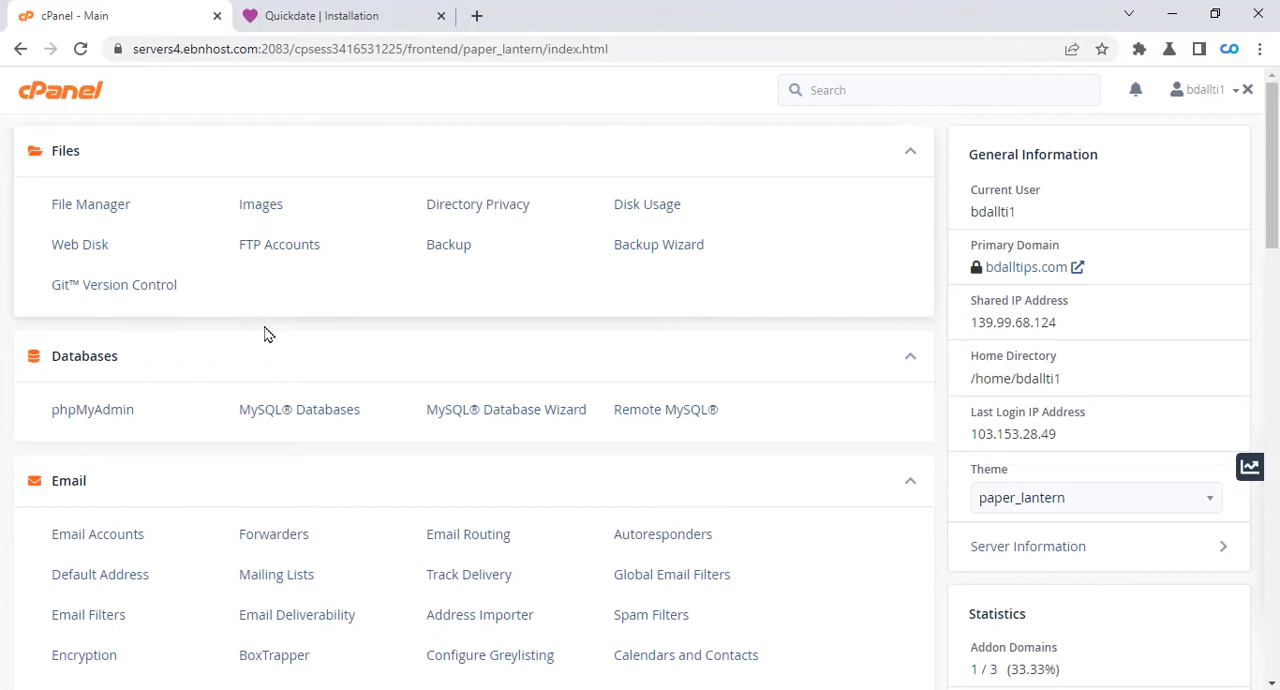 cPanel - Main
Quickdate | Installation
servers4.ebnhost.com:2083/cpsess3416531225/frontend/paper_lantern/index.html
cPanel
Search
bdallti1
Files
File Manager
Images
Directory Privacy
Disk Usage
Web Disk
FTP Accounts
Backup
Backup Wizard
Git™ Version Control
Databases
phpMyAdmin
MySQL® Databases
MySQL® Database Wizard
Remote MySQL®
Email
Email Accounts
Forwarders
Email Routing
Autoresponders
Default Address
Mailing Lists
Track Delivery
Global Email Filters
Email Filters
Email Deliverability
Address Importer
Spam Filters
Encryption
BoxTrapper
Configure Greylisting
Calendars and Contacts
General Information
Current User
bdallti1
Primary Domain
bdalltips.com
Shared IP Address
139.99.68.124
Home Directory
/home/bdallti1
Last Login IP Address
103.153.28.49
Theme
paper_lantern
Server Information
Statistics
Addon Domains
1 / 3 (33.33%)